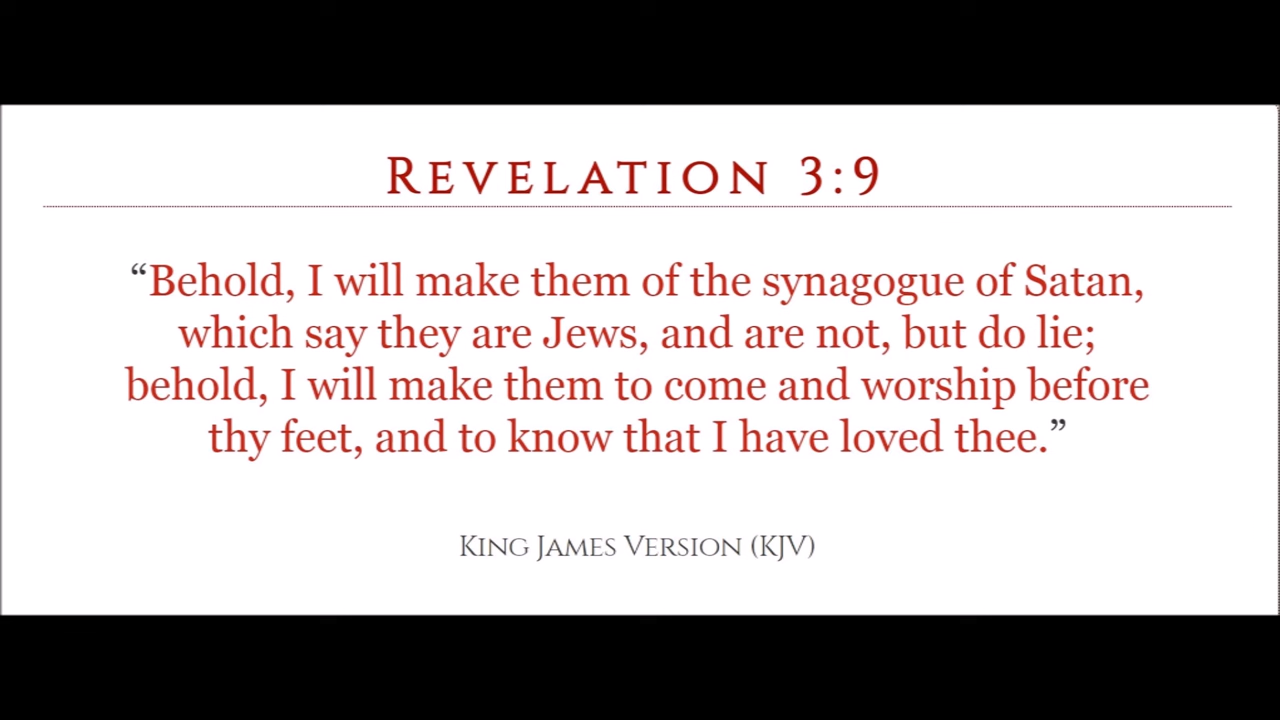 REVELATION 3:9
“Behold, I will make them of the synagogue of Satan,
which say they are Jews, and are not, but do lie;
behold, I will make them to come and worship before
thy feet, and to know that I have loved thee.”
KING JAMES VERSION (KJV)